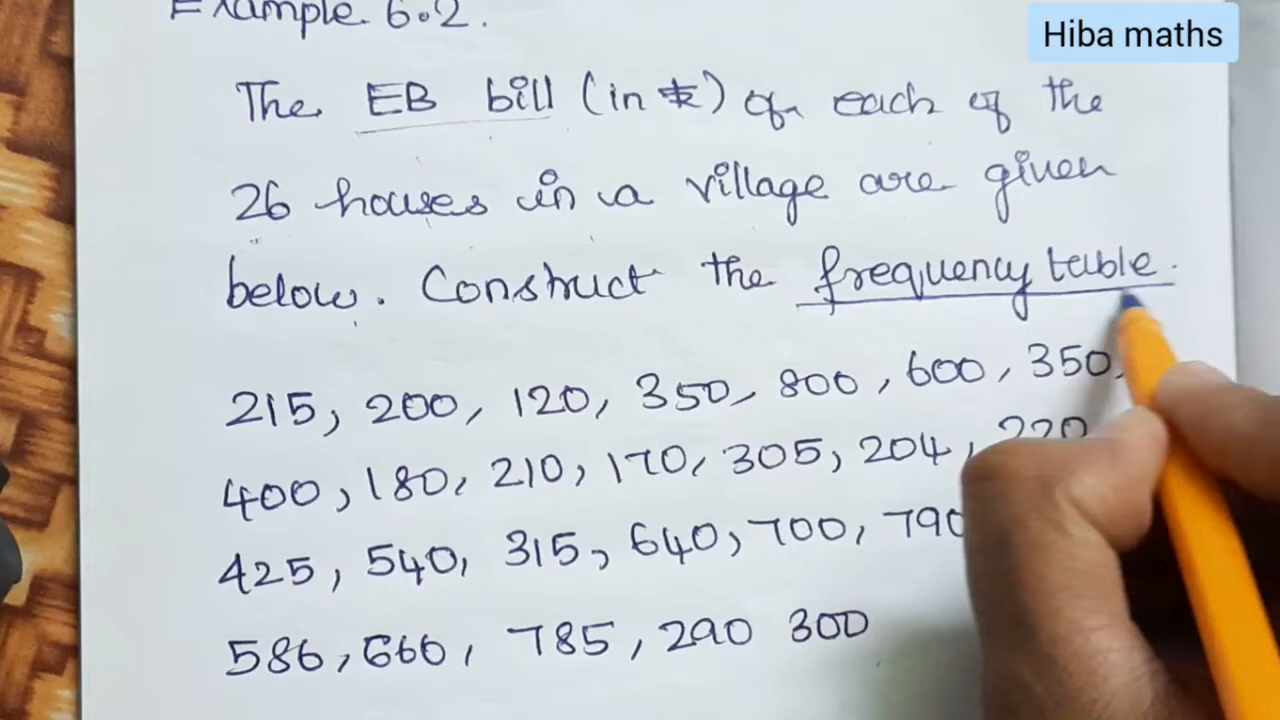 Example 6.2.
Hiba maths
The EB bill (in ₹) of each of the
26 houses in a village are given
below. Construct the frequency table.
215, 200, 120, 350, 800, 600, 350,
400, 180, 210, 170, 305, 204, 220
425, 540, 315, 640, 700, 790
586, 660, 785, 290 300